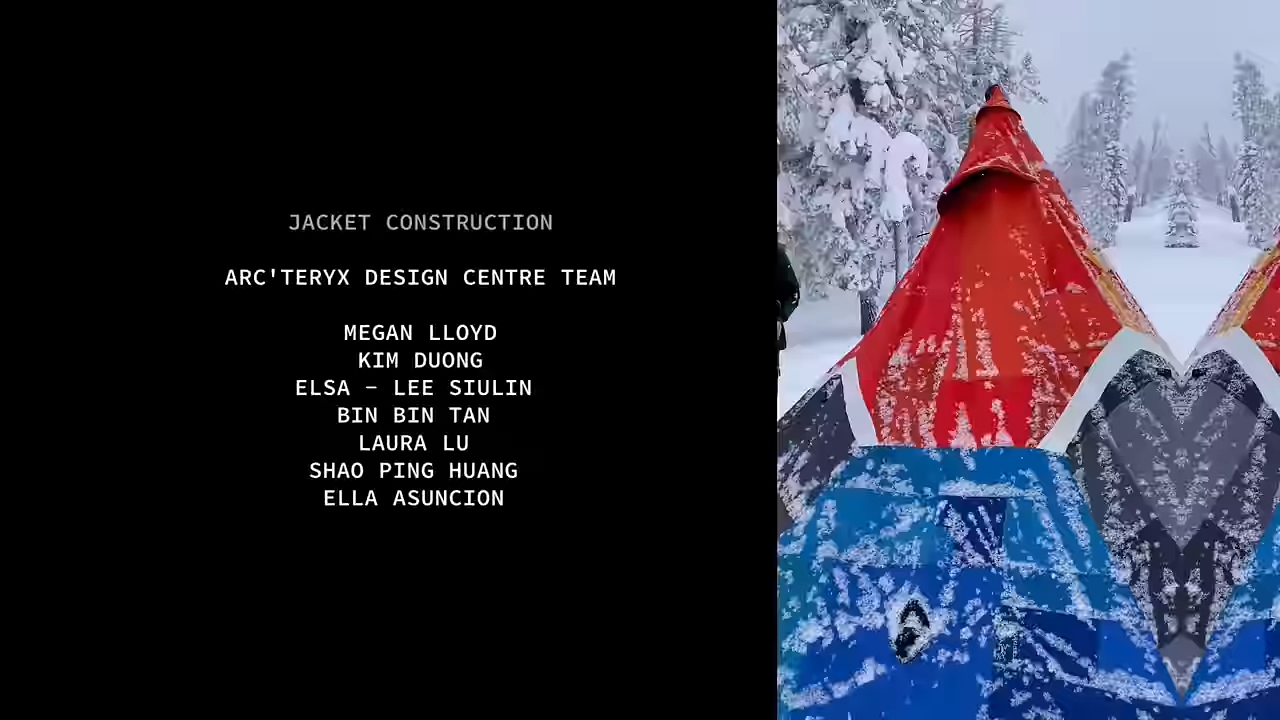 JACKET CONSTRUCTION
ARC'TERYX DESIGN CENTRE TEAM
MEGAN LLOYD
KIM DUONG
ELSA - LEE SIULIN
BIN BIN TAN
LAURA LU
SHAO PING HUANG
ELLA ASUNCION